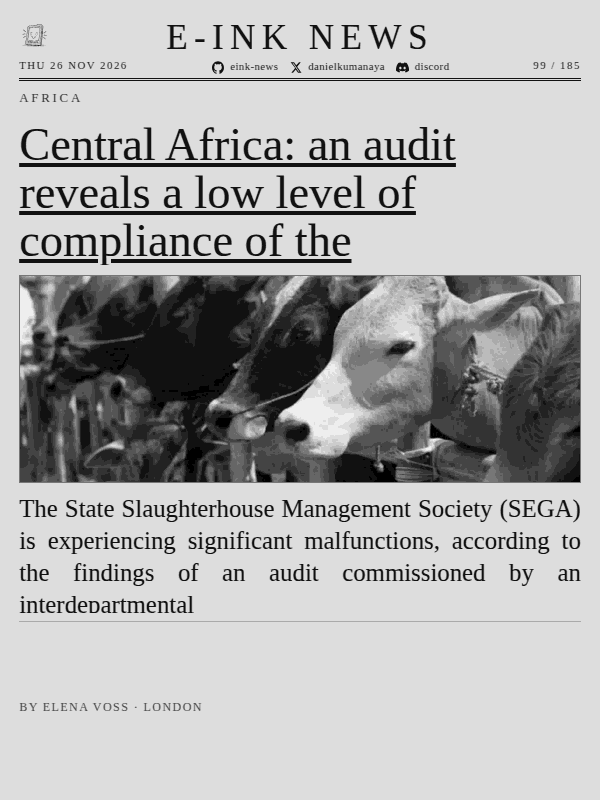 E-INK NEWS
THU 26 NOV 2026
eink-news danielkumanaya discord
99 / 185
AFRICA
Central Africa: an audit
reveals a low level of
compliance of the
The State Slaughterhouse Management Society (SEGA)
is experiencing significant malfunctions, according to
the findings of an audit commissioned by an
interdepartmental
BY ELENA VOSS · LONDON